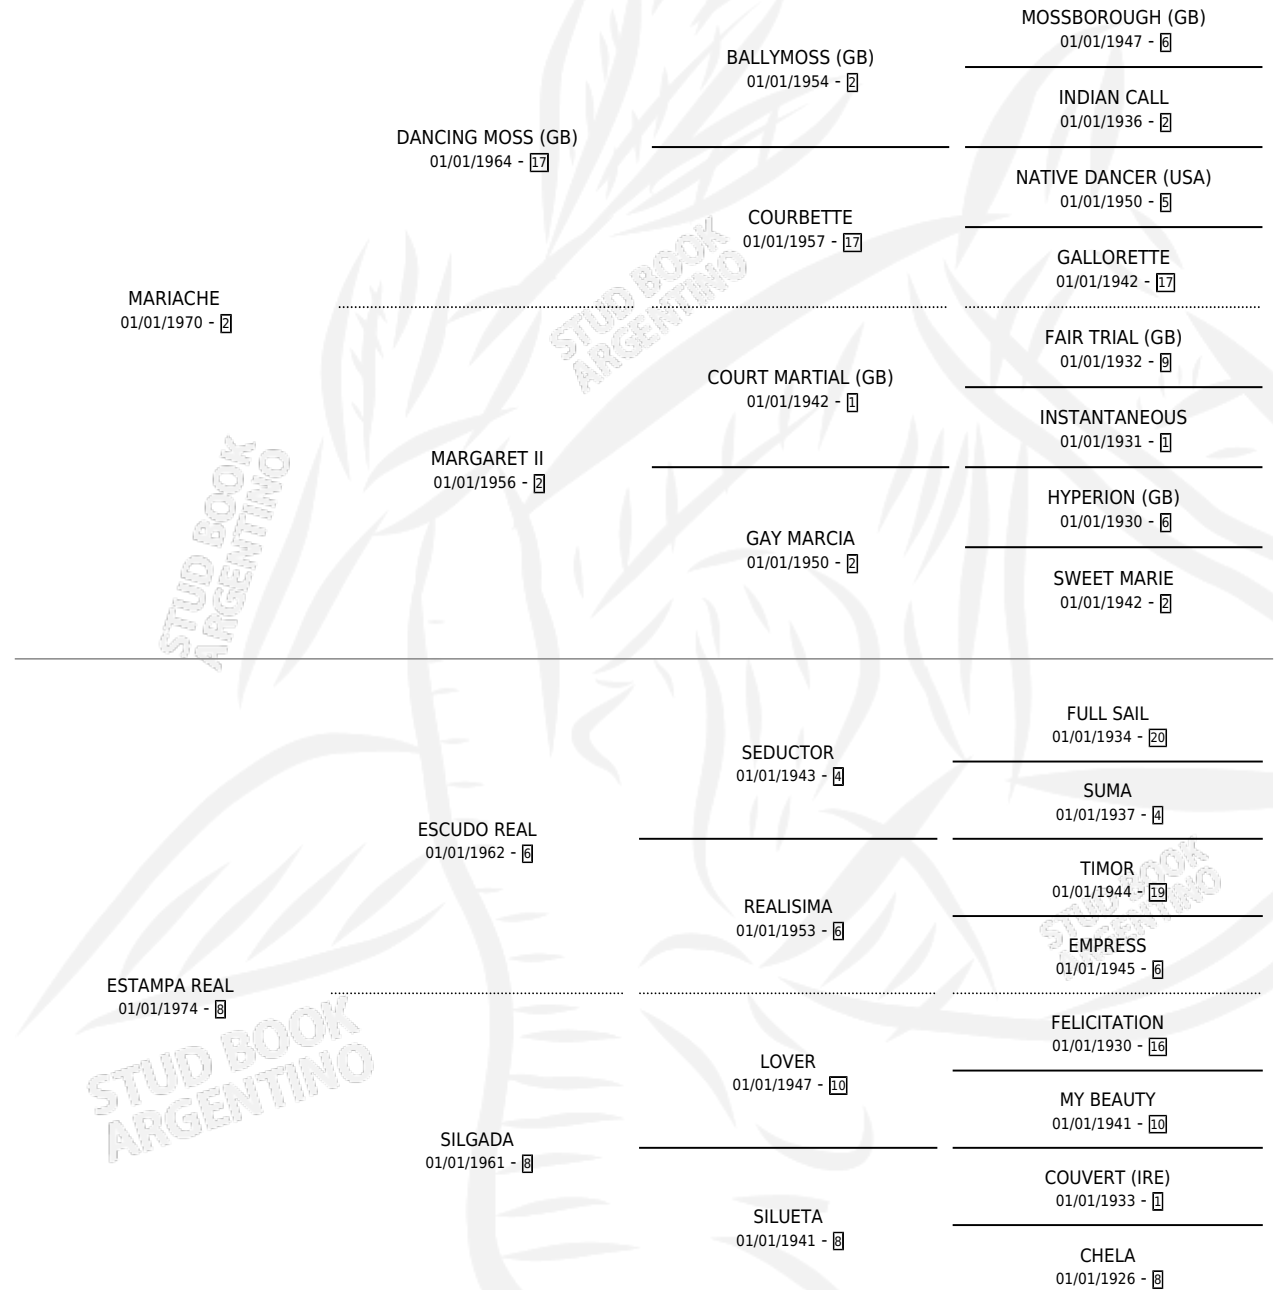 MOSSBOROUGH (GB)
01/01/1947 - 6
BALLYMOSS (GB)
01/01/1954 - 2
INDIAN CALL
01/01/1936 - 2
DANCING MOSS (GB)
01/01/1964 - 17
NATIVE DANCER (USA)
01/01/1950 - 5
COURBETTE
01/01/1957 - 17
GALLORETTE
01/01/1942 - 17
MARIACHE
01/01/1970 - 2
STUD BOOK
ARGENTINO
FAIR TRIAL (GB)
01/01/1932 - 9
COURT MARTIAL (GB)
01/01/1942 - 1
INSTANTANEOUS
01/01/1931 - 1
MARGARET II
01/01/1956 - 2
HYPERION (GB)
01/01/1930 - 6
GAY MARCIA
01/01/1950 - 2
SWEET MARIE
01/01/1942 - 2
STUD BOOK
ARGENTINO
FULL SAIL
01/01/1934 - 20
SEDUCTOR
01/01/1943 - 4
SUMA
01/01/1937 - 4
ESCUDO REAL
01/01/1962 - 6
TIMOR
01/01/1944 - 19
REALISIMA
01/01/1953 - 6
EMPRESS
01/01/1945 - 6
STUD BOOK
ARGENTINO
ESTAMPA REAL
01/01/1974 - 8
FELICITATION
01/01/1930 - 16
LOVER
01/01/1947 - 10
MY BEAUTY
01/01/1941 - 10
STUD BOOK
ARGENTINO
SILGADA
01/01/1961 - 8
COUVERT (IRE)
01/01/1933 - 1
SILUETA
01/01/1941 - 8
CHELA
01/01/1926 - 8